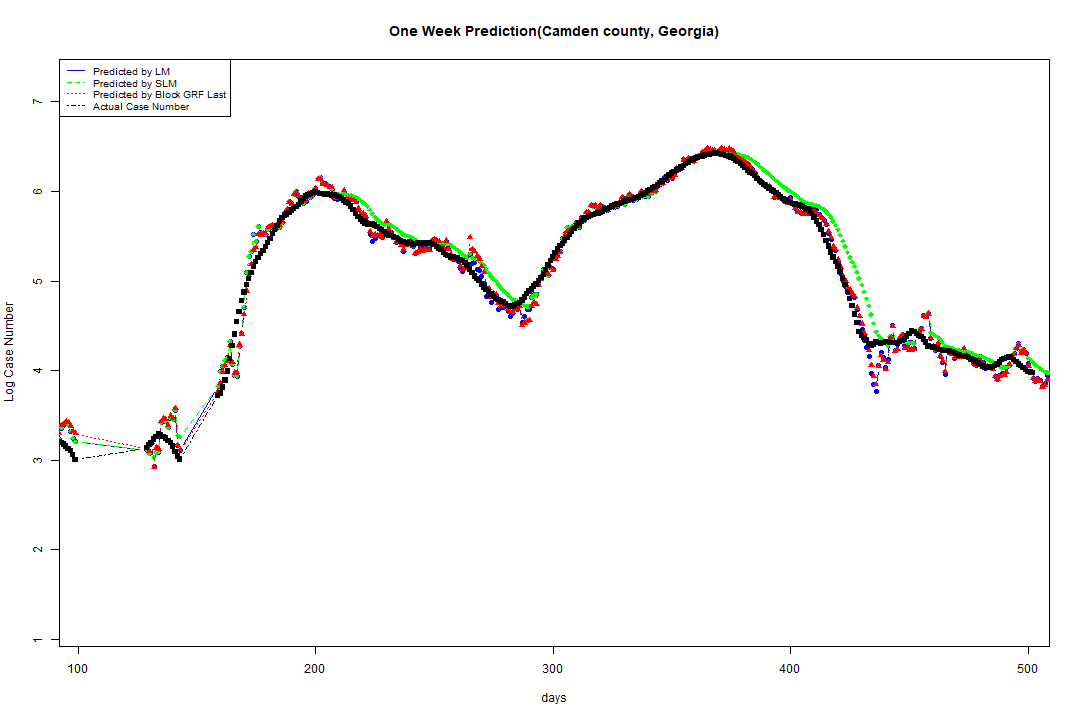 One Week Prediction(Camden county, Georgia)
Predicted by LM
Predicted by SLM
Predicted by Block GRF Last
Actual Case Number
7
6
5
4
3
2
1
Log Case Number
100 200 300 400 500
days